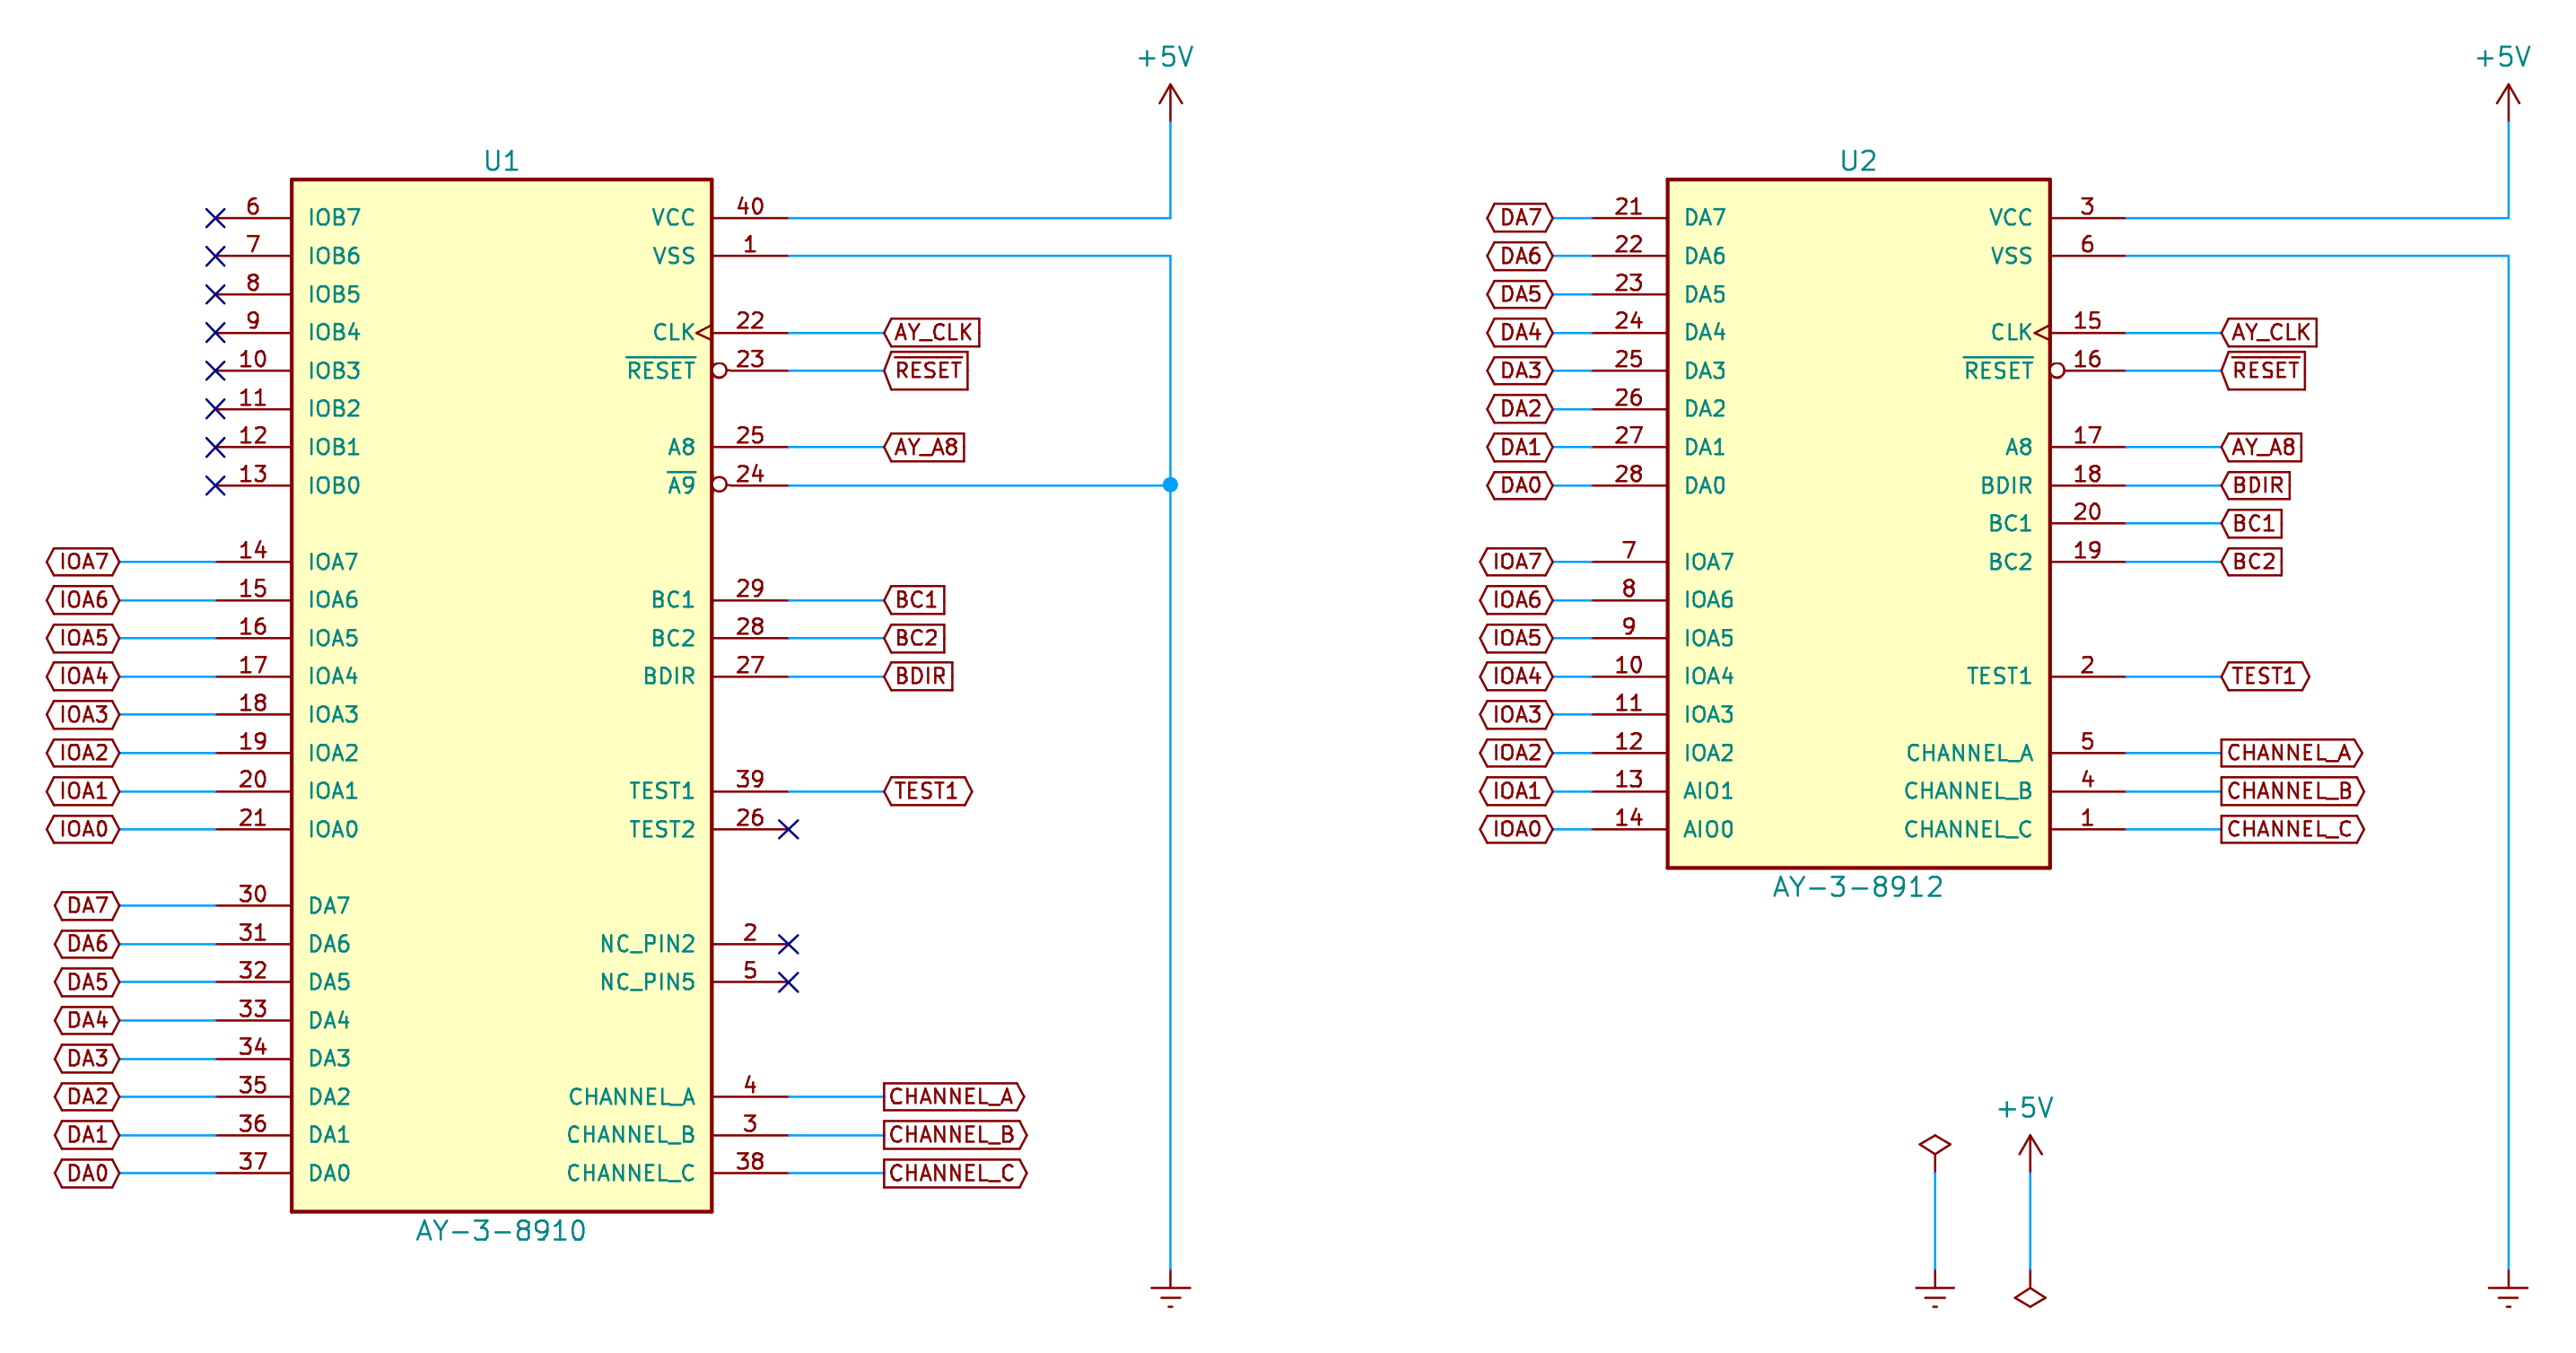 +5V
U1
6 IOB7 VCC 40
7 IOB6 VSS 1
8 IOB5
9 IOB4 CLK 22 AY_CLK
10 IOB3 RESET 23 RESET
11 IOB2
12 IOB1 A8 25 AY_A8
13 IOB0 A9 24
IOA7 14 IOA7
IOA6 15 IOA6 BC1 29 BC1
IOA5 16 IOA5 BC2 28 BC2
IOA4 17 IOA4 BDIR 27 BDIR
IOA3 18 IOA3
IOA2 19 IOA2
IOA1 20 IOA1 TEST1 39 TEST1
IOA0 21 IOA0 TEST2 26
DA7 30 DA7
DA6 31 DA6 NC_PIN2 2
DA5 32 DA5 NC_PIN5 5
DA4 33 DA4
DA3 34 DA3
DA2 35 DA2 CHANNEL_A 4 CHANNEL_A
DA1 36 DA1 CHANNEL_B 3 CHANNEL_B
DA0 37 DA0 CHANNEL_C 38 CHANNEL_C
AY-3-8910
+5V
U2
DA7 21 DA7 VCC 3
DA6 22 DA6 VSS 6
DA5 23 DA5
DA4 24 DA4 CLK 15 AY_CLK
DA3 25 DA3 RESET 16 RESET
DA2 26 DA2
DA1 27 DA1 A8 17 AY_A8
DA0 28 DA0 BDIR 18 BDIR
BC1 20 BC1
IOA7 7 IOA7 BC2 19 BC2
IOA6 8 IOA6
IOA5 9 IOA5
IOA4 10 IOA4 TEST1 2 TEST1
IOA3 11 IOA3
IOA2 12 IOA2 CHANNEL_A 5 CHANNEL_A
IOA1 13 AIO1 CHANNEL_B 4 CHANNEL_B
IOA0 14 AIO0 CHANNEL_C 1 CHANNEL_C
AY-3-8912
+5V